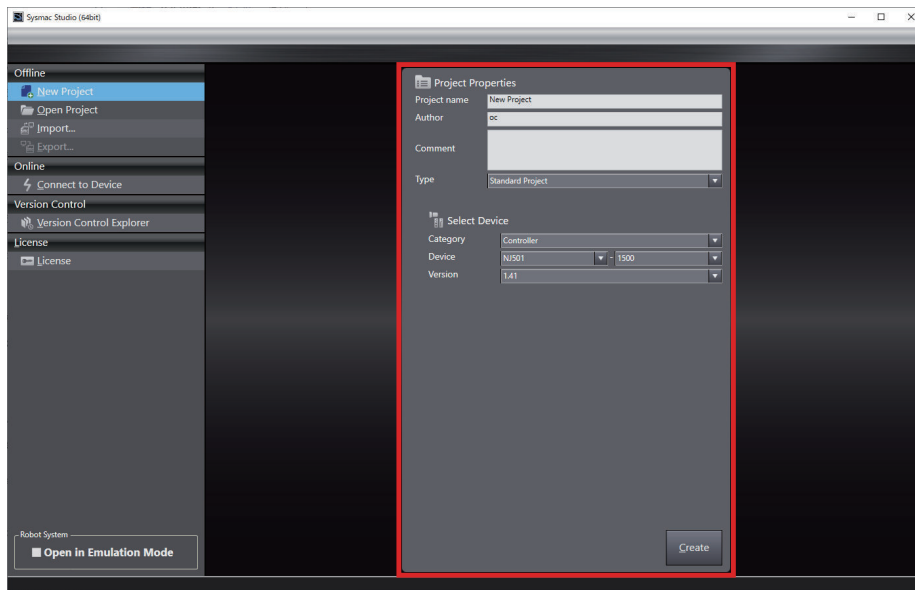 Sysmac Studio (64bit)
Offline
New Project
Open Project
Import...
Export...
Online
Connect to Device
Version Control
Version Control Explorer
License
License
Robot System
Open in Emulation Mode
Project Properties
Project name New Project
Author oc
Comment
Type Standard Project
Select Device
Category Controller
Device NJ501 - 1500
Version 1.41
Create